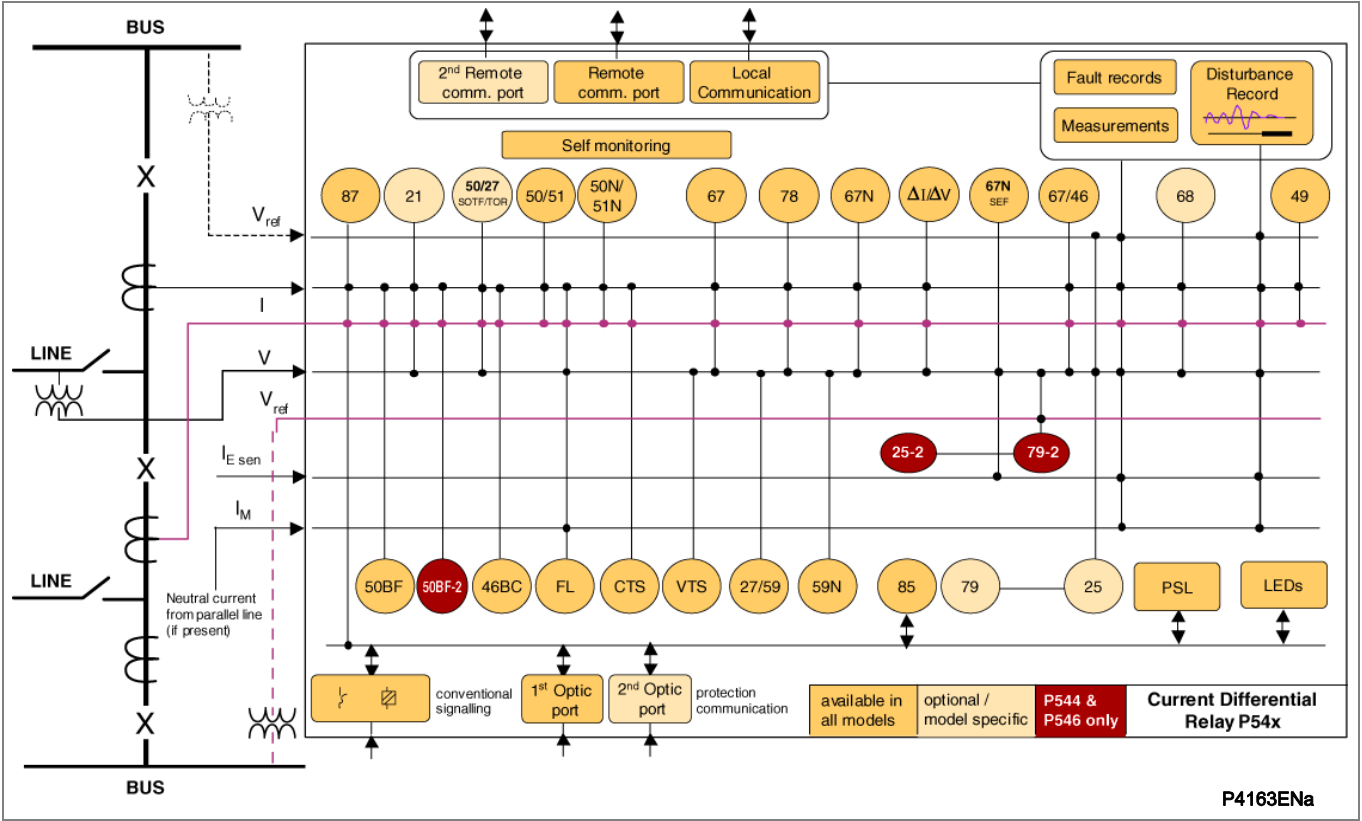 BUS
2nd Remote
comm. port
Remote
comm. port
Local
Communication
Fault records
Measurements
Disturbance
Record
Self monitoring
87
21
50/27
SOTF/TOR
50/51
50N/
51N
67
78
67N
ΔI/ΔV
67N
SEF
67/46
68
49
X
Vref
I
LINE
V
Vref
25-2
79-2
X
IE sen
IM
LINE
Neutral current
from parallel line
(if present)
50BF
50BF-2
46BC
FL
CTS
VTS
27/59
59N
85
79
25
PSL
LEDs
X
conventional
signalling
1st Optic
port
2nd Optic
port
protection
communication
available in
all models
optional /
model specific
P544 &
P546 only
Current Differential
Relay P54x
BUS
P4163ENa